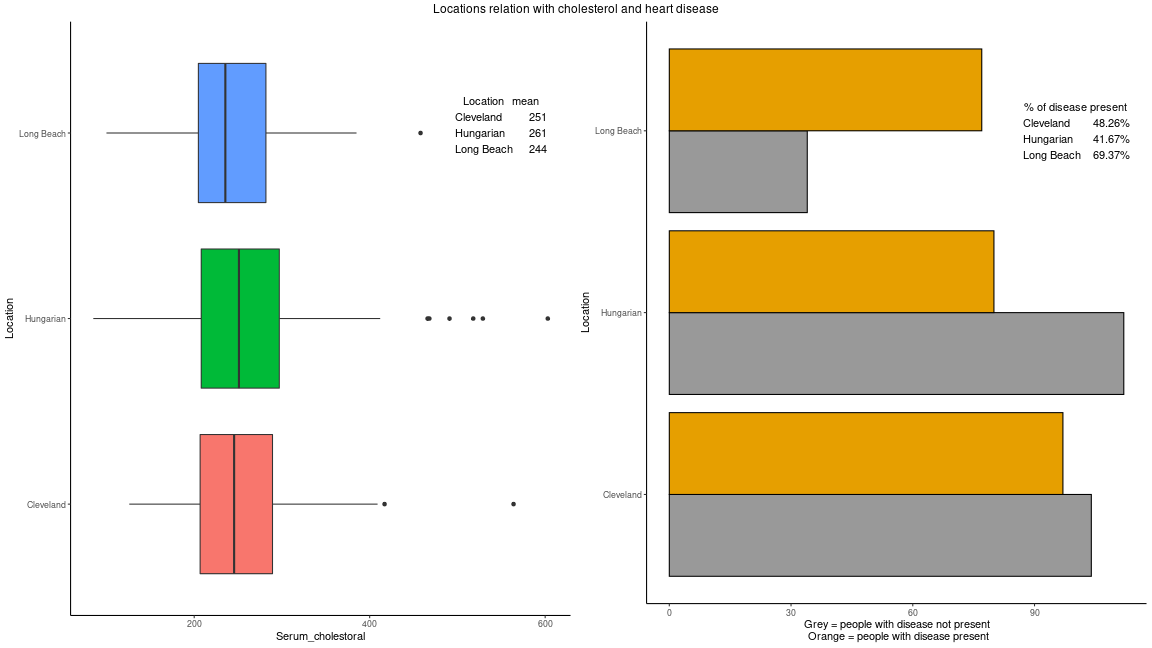 Locations relation with cholesterol and heart disease
Location
Long Beach
Hungarian
Cleveland
Location mean
Cleveland 251
Hungarian 261
Long Beach 244
200 400 600
Serum_cholestoral
Location
Long Beach
Hungarian
Cleveland
% of disease present
Cleveland 48.26%
Hungarian 41.67%
Long Beach 69.37%
0 30 60 90
Grey = people with disease not present
Orange = people with disease present